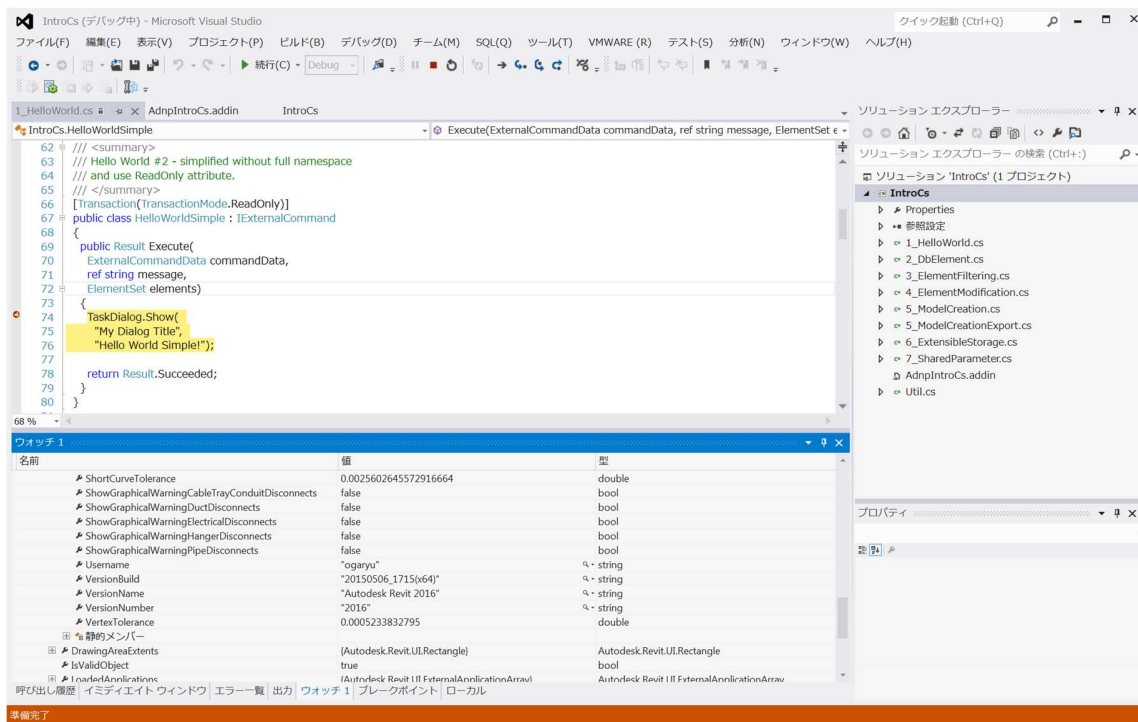 IntroCs (デバッグ中) - Microsoft Visual Studio
クイック起動 (Ctrl+Q)
ファイル(F) 編集(E) 表示(V) プロジェクト(P) ビルド(B) デバッグ(D) チーム(M) SQL(Q) ツール(T) VMWARE (R) テスト(S) 分析(N) ウィンドウ(W) ヘルプ(H)
続行(C) Debug
1_HelloWorld.cs AdnpIntroCs.addin IntroCs
IntroCs.HelloWorldSimple Execute(ExternalCommandData commandData, ref string message, ElementSet e
62 /// <summary>
63 /// Hello World #2 - simplified without full namespace
64 /// and use ReadOnly attribute.
65 /// </summary>
66 [Transaction(TransactionMode.ReadOnly)]
67 public class HelloWorldSimple : IExternalCommand
68 {
69 public Result Execute(
70 ExternalCommandData commandData,
71 ref string message,
72 ElementSet elements)
73 {
74 TaskDialog.Show(
75 "My Dialog Title",
76 "Hello World Simple!");
77
78 return Result.Succeeded;
79 }
80 }
68 %
ソリューション エクスプローラー
ソリューション エクスプローラー の検索 (Ctrl+:)
ソリューション 'IntroCs' (1 プロジェクト)
IntroCs
Properties
参照設定
1_HelloWorld.cs
2_DbElement.cs
3_ElementFiltering.cs
4_ElementModification.cs
5_ModelCreation.cs
5_ModelCreationExport.cs
6_ExtensibleStorage.cs
7_SharedParameter.cs
AdnpIntroCs.addin
Util.cs
ウォッチ 1
名前 値 型
ShortCurveTolerance 0.0025602645572916664 double
ShowGraphicalWarningCableTrayConduitDisconnects false bool
ShowGraphicalWarningDuctDisconnects false bool
ShowGraphicalWarningElectricalDisconnects false bool
ShowGraphicalWarningHangerDisconnects false bool
ShowGraphicalWarningPipeDisconnects false bool
Username "ogaryu" string
VersionBuild "20150506_1715(x64)" string
VersionName "Autodesk Revit 2016" string
VersionNumber "2016" string
VertexTolerance 0.0005233832795 double
静的メンバー
DrawingAreaExtents {Autodesk.Revit.UI.Rectangle} Autodesk.Revit.UI.Rectangle
IsValidObject true bool
LoadedApplications {Autodesk.Revit.UI.ExternalApplicationArray} Autodesk.Revit.UI.ExternalApplicationArray
呼び出し履歴 イミディエイト ウィンドウ エラー一覧 出力 ウォッチ 1 ブレークポイント ローカル
プロパティ
準備完了